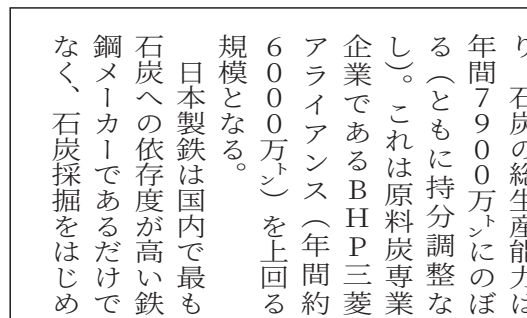 り、石炭の総生産能力は
年間7900万㌧にのぼ
る（ともに持分調整な
し）。これは原料炭専業
企業であるBHP三菱
アライアンス（年間約
6000万㌧）を上回る
規模となる。
日本製鉄は国内で最も
石炭への依存度が高い鉄
鋼メーカーであるだけで
なく、石炭採掘をはじめ